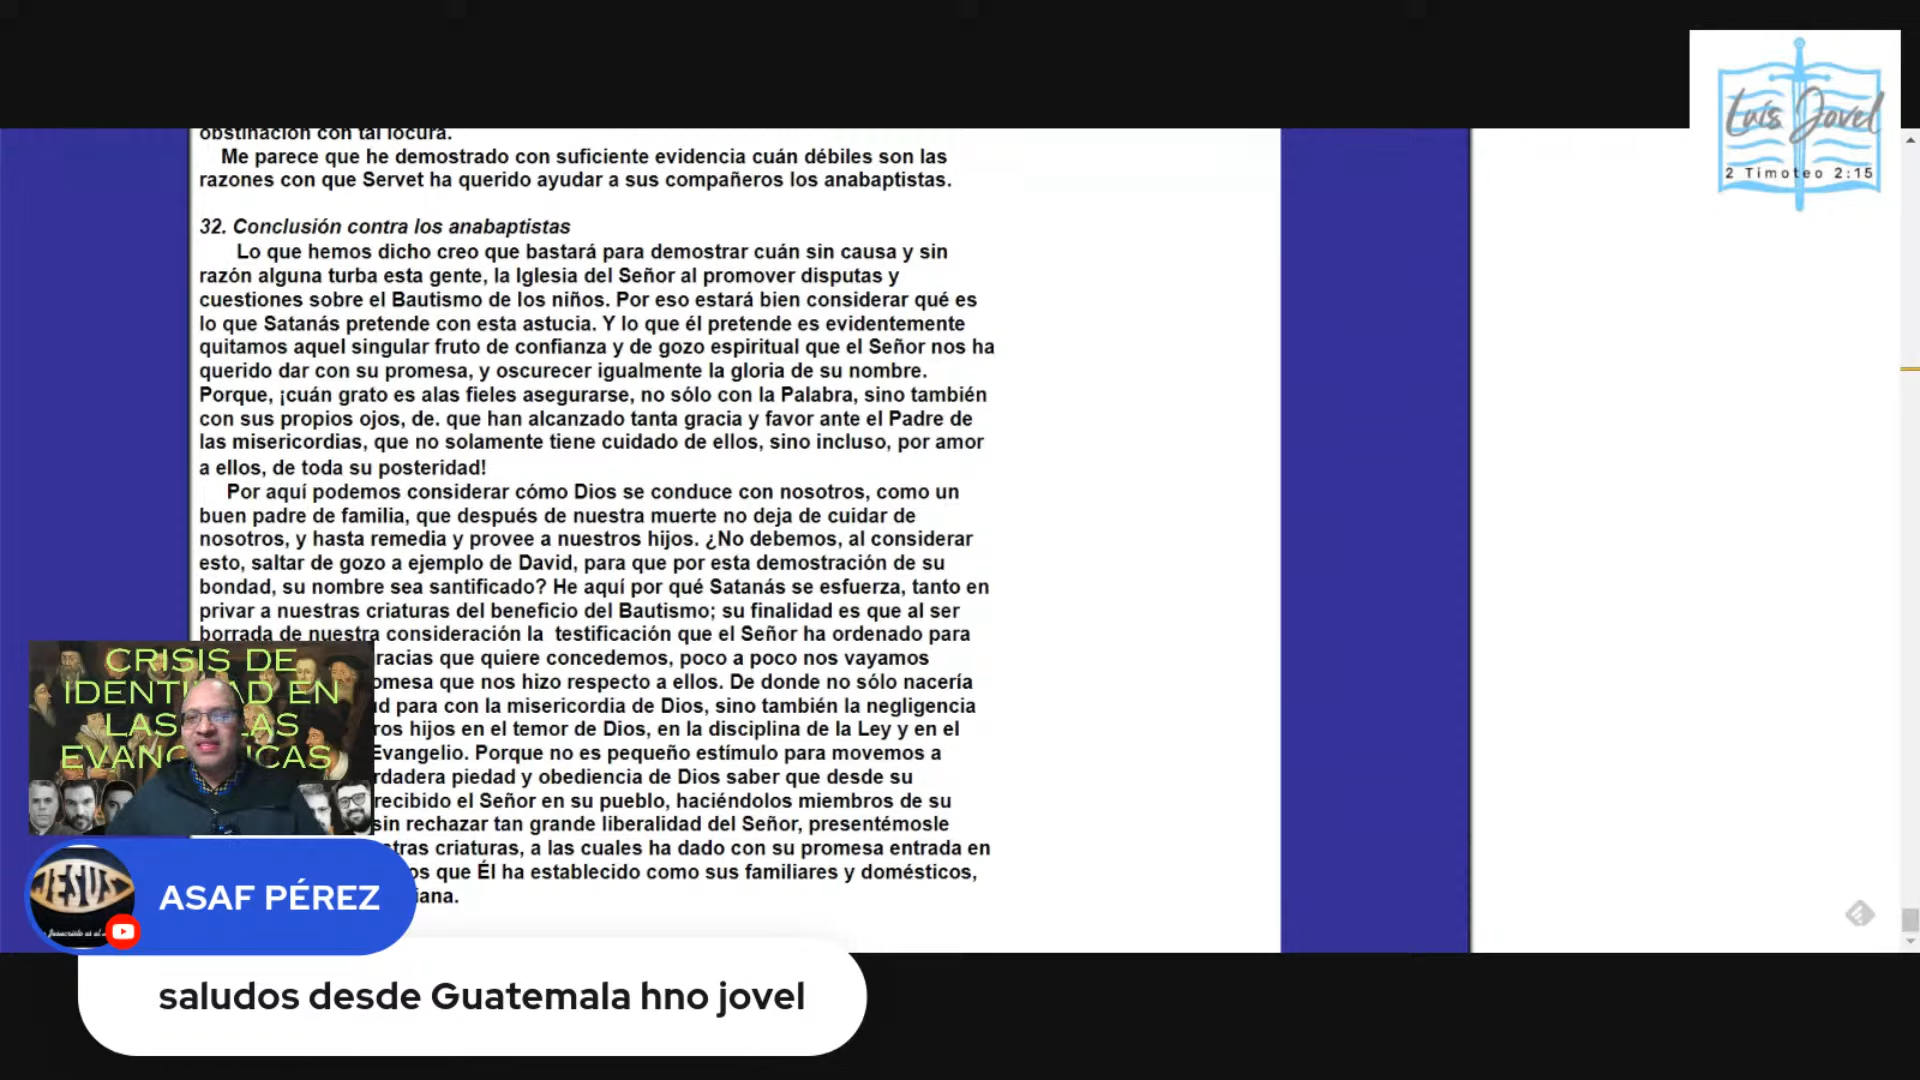 Luis Jovel
2 Timoteo 2:15
obstinación con tal locura.
Me parece que he demostrado con suficiente evidencia cuán débiles son las
razones con que Servet ha querido ayudar a sus compañeros los anabaptistas.
32. Conclusión contra los anabaptistas
Lo que hemos dicho creo que bastará para demostrar cuán sin causa y sin
razón alguna turba esta gente, la Iglesia del Señor al promover disputas y
cuestiones sobre el Bautismo de los niños. Por eso estará bien considerar qué es
lo que Satanás pretende con esta astucia. Y lo que él pretende es evidentemente
quitamos aquel singular fruto de confianza y de gozo espiritual que el Señor nos ha
querido dar con su promesa, y oscurecer igualmente la gloria de su nombre.
Porque, ¡cuán grato es alas fieles asegurarse, no sólo con la Palabra, sino también
con sus propios ojos, de. que han alcanzado tanta gracia y favor ante el Padre de
las misericordias, que no solamente tiene cuidado de ellos, sino incluso, por amor
a ellos, de toda su posteridad!
Por aquí podemos considerar cómo Dios se conduce con nosotros, como un
buen padre de familia, que después de nuestra muerte no deja de cuidar de
nosotros, y hasta remedia y provee a nuestros hijos. ¿No debemos, al considerar
esto, saltar de gozo a ejemplo de David, para que por esta demostración de su
bondad, su nombre sea santificado? He aquí por qué Satanás se esfuerza, tanto en
privar a nuestras criaturas del beneficio del Bautismo; su finalidad es que al ser
borrada de nuestra consideración la testificación que el Señor ha ordenado para
racias que quiere concedemos, poco a poco nos vayamos
omesa que nos hizo respecto a ellos. De donde no sólo nacería
ud para con la misericordia de Dios, sino también la negligencia
ros hijos en el temor de Dios, en la disciplina de la Ley y en el
Evangelio. Porque no es pequeño estímulo para movemos a
rdadera piedad y obediencia de Dios saber que desde su
recibido el Señor en su pueblo, haciéndolos miembros de su
sin rechazar tan grande liberalidad del Señor, presentémosle
tras criaturas, a las cuales ha dado con su promesa entrada en
os que Él ha establecido como sus familiares y domésticos,
iana.
CRISIS DE
IDENTIDAD EN
LAS AS
EVANG ICAS
JESUS
ASAF PÉREZ
saludos desde Guatemala hno jovel